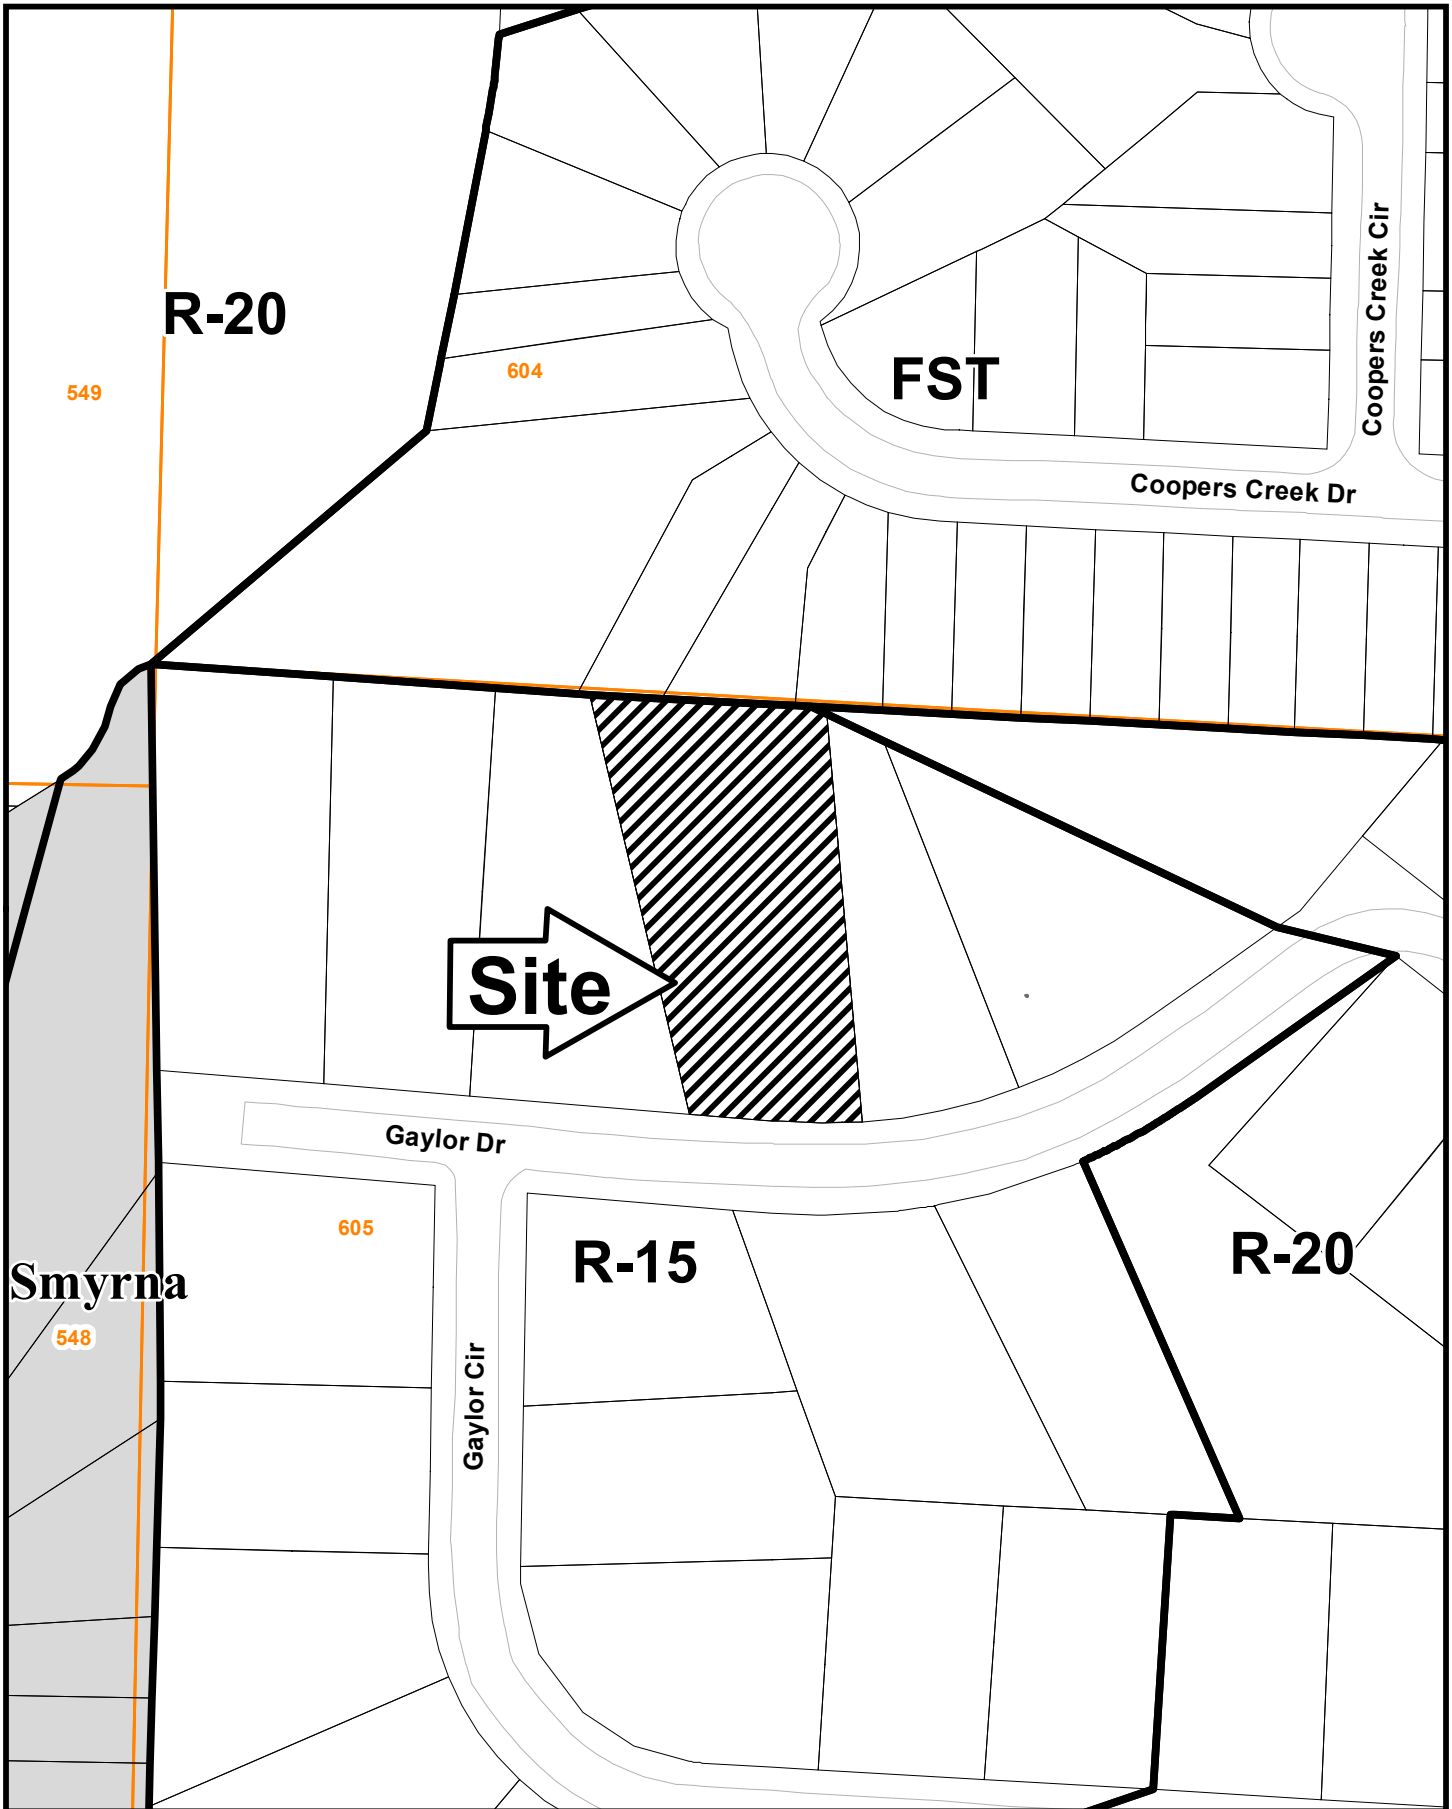 Coopers Creek Cir
R-20
604
FST
549
Coopers Creek Dr
Site
Gaylor Dr
605
R-15
R-20
Smyrna
548
Gaylor Cir